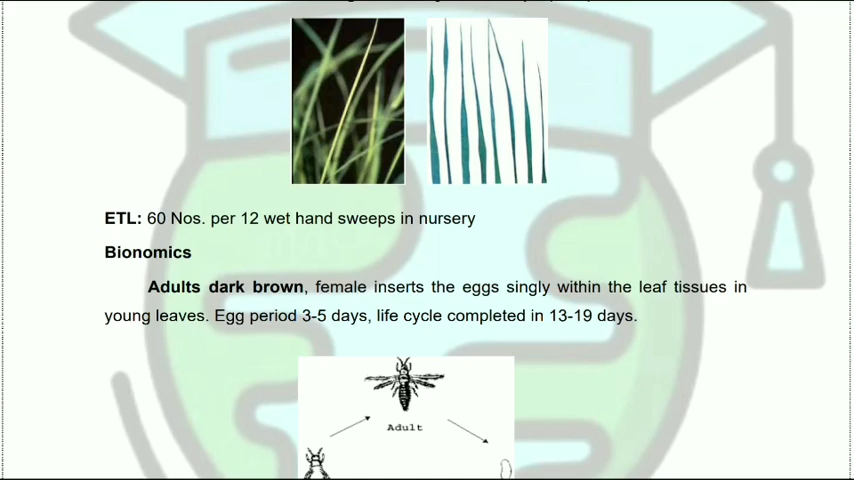 ETL: 60 Nos. per 12 wet hand sweeps in nursery
Bionomics
Adults dark brown, female inserts the eggs singly within the leaf tissues in
young leaves. Egg period 3-5 days, life cycle completed in 13-19 days.
Adult